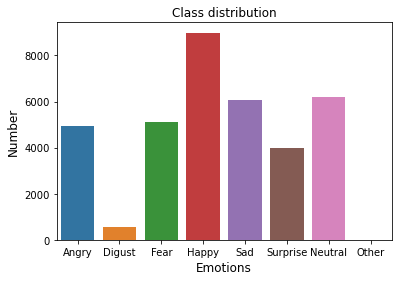 Class distribution
Number
8000
6000
4000
2000
0
Angry Digust Fear Happy Sad Surprise Neutral Other
Emotions